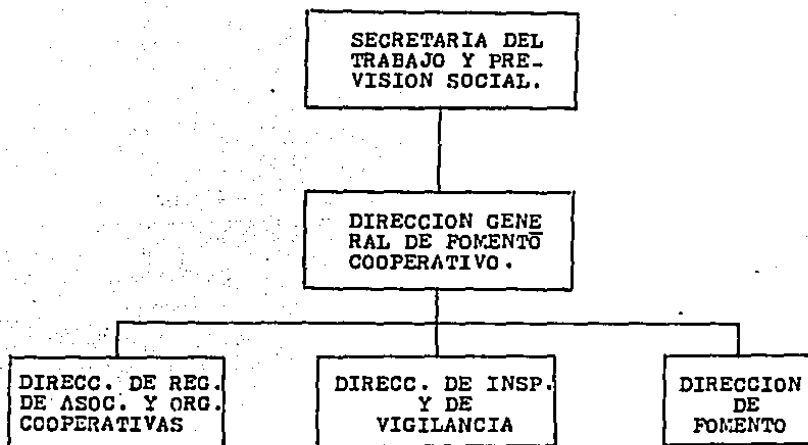 SECRETARIA DEL
TRABAJO Y PRE-
VISION SOCIAL.
DIRECCION GENE
RAL DE FOMENTO
COOPERATIVO.
DIRECC. DE REG.
DE ASOC. Y ORG.
COOPERATIVAS
DIRECC. DE INSP.
Y DE
VIGILANCIA
DIRECCION
DE
FOMENTO